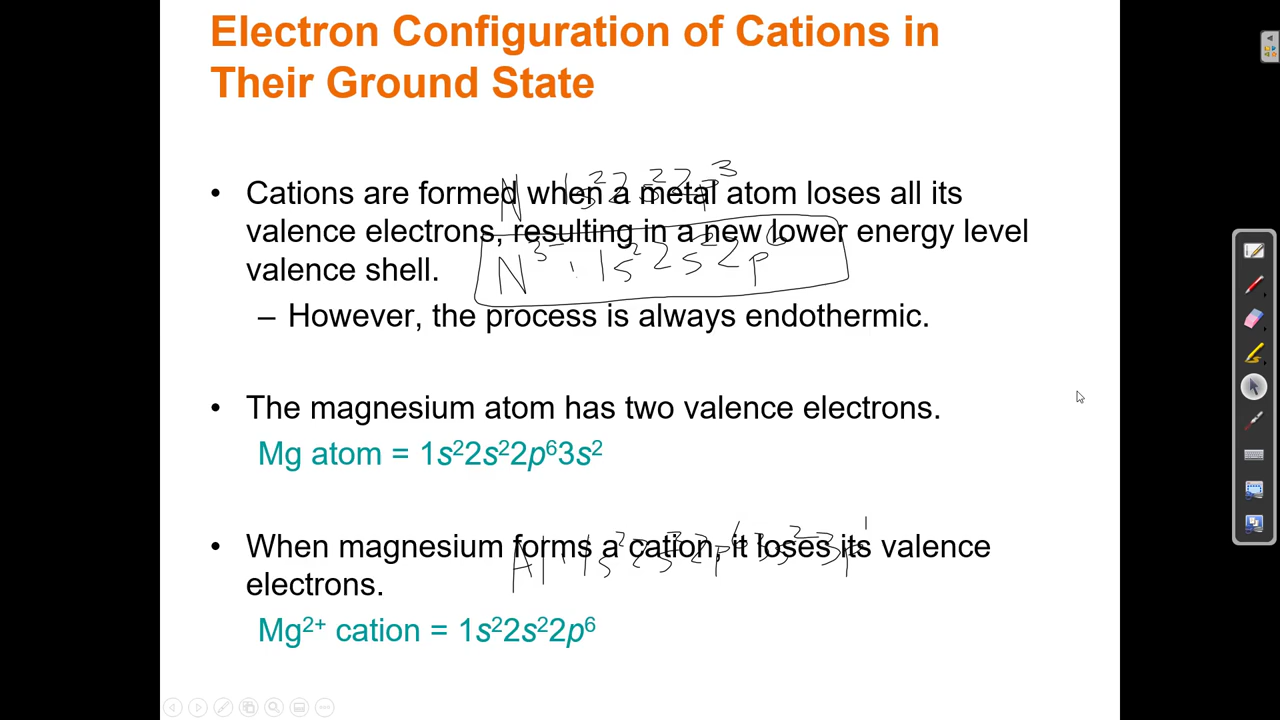 Electron Configuration of Cations in
Their Ground State
N 1s²2s²2p³
• Cations are formed when a metal atom loses all its
valence electrons, resulting in a new lower energy level
N³⁻: 1s²2s²2p⁶
valence shell.
– However, the process is always endothermic.
• The magnesium atom has two valence electrons.
Mg atom = 1s²2s²2p⁶3s²
• When magnesium forms a cation, it loses its valence
Al: 1s²2s²2p⁶3s²3p¹
electrons.
Mg²⁺ cation = 1s²2s²2p⁶